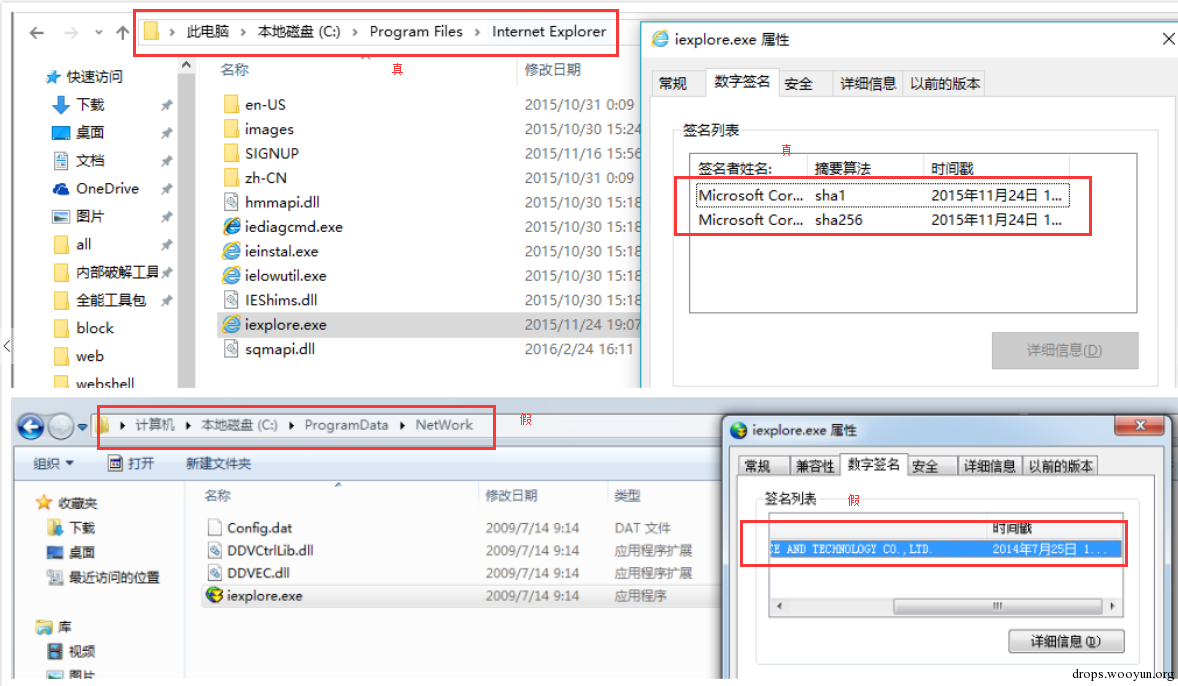 此电脑 本地磁盘 (C:) Program Files Internet Explorer
真
快速访问
下载
桌面
文档
OneDrive
图片
all
内部破解工具
全能工具包
block
web
webshell
名称 修改日期
en-US 2015/10/31 0:09
images 2015/10/30 15:24
SIGNUP 2015/11/16 15:56
zh-CN 2015/10/31 0:09
hmmapi.dll 2015/10/30 15:18
iediagcmd.exe 2015/10/30 15:18
ieinstal.exe 2015/10/30 15:18
ielowutil.exe 2015/10/30 15:18
IEShims.dll 2015/10/30 15:18
iexplore.exe 2015/11/24 19:07
sqmapi.dll 2016/2/24 16:11
iexplore.exe 属性
常规 数字签名 安全 详细信息 以前的版本
签名列表
真
签名者姓名: 摘要算法 时间戳
Microsoft Cor... sha1 2015年11月24日 1...
Microsoft Cor... sha256 2015年11月24日 1...
详细信息(D)
计算机 本地磁盘 (C:) ProgramData NetWork
假
组织 打开 新建文件夹
收藏夹
下载
桌面
最近访问的位置
库
视频
图片
名称 修改日期 类型
Config.dat 2009/7/14 9:14 DAT 文件
DDVCtrlLib.dll 2009/7/14 9:14 应用程序扩展
DDVEC.dll 2009/7/14 9:14 应用程序扩展
iexplore.exe 2009/7/14 9:14 应用程序
iexplore.exe 属性
常规 兼容性 数字签名 安全 详细信息 以前的版本
签名列表
假
时间戳
CE AND TECHNOLOGY CO.,LTD. 2014年7月25日 1...
详细信息(D)
drops.wooyun.org